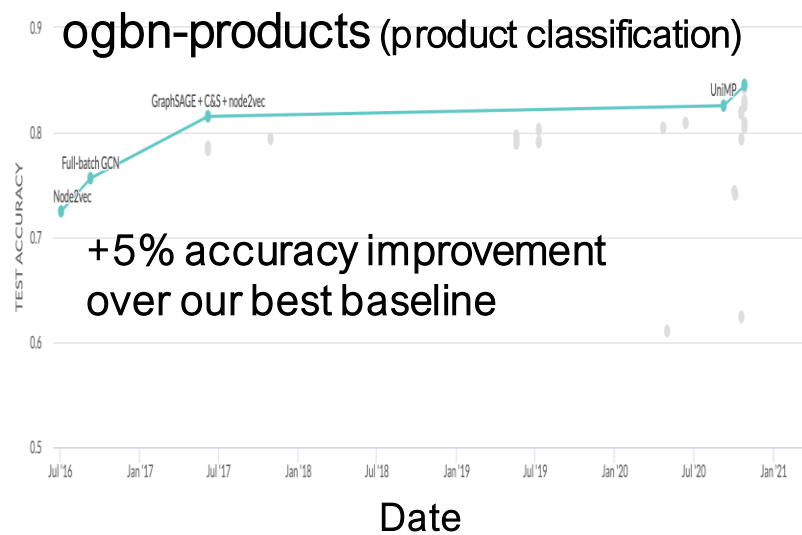 ogbn-products (product classification)
0.9
GraphSAGE + C&S + node2vec
UniMP
0.8
Full-batch GCN
Node2vec
0.7
+5% accuracy improvement
over our best baseline
0.6
0.5
TEST ACCURACY
Jul '16 Jan '17 Jul '17 Jan '18 Jul '18 Jan '19 Jul '19 Jan '20 Jul '20 Jan '21
Date